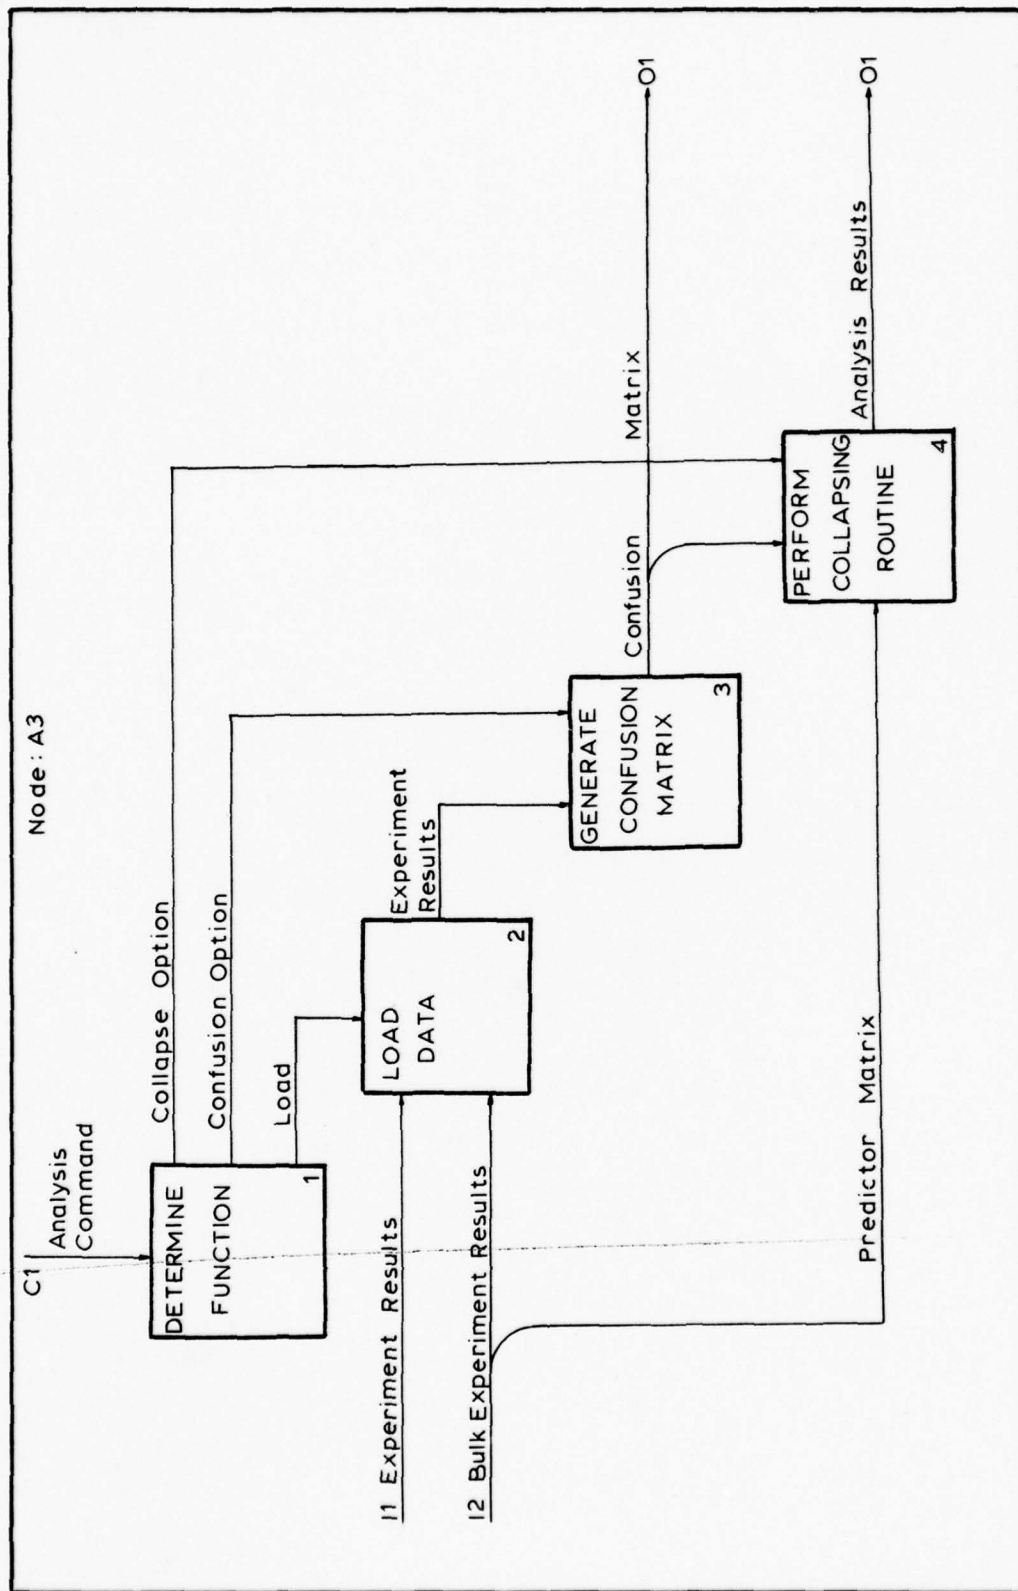 Node: A3
C1
Analysis
Command
DETERMINE
FUNCTION
1
Collapse Option
Confusion Option
Load
I1 Experiment Results
I2 Bulk Experiment Results
LOAD
DATA
2
Experiment
Results
GENERATE
CONFUSION
MATRIX
3
Confusion Matrix
O1
Predictor Matrix
PERFORM
COLLAPSING
ROUTINE
4
Analysis Results
O1